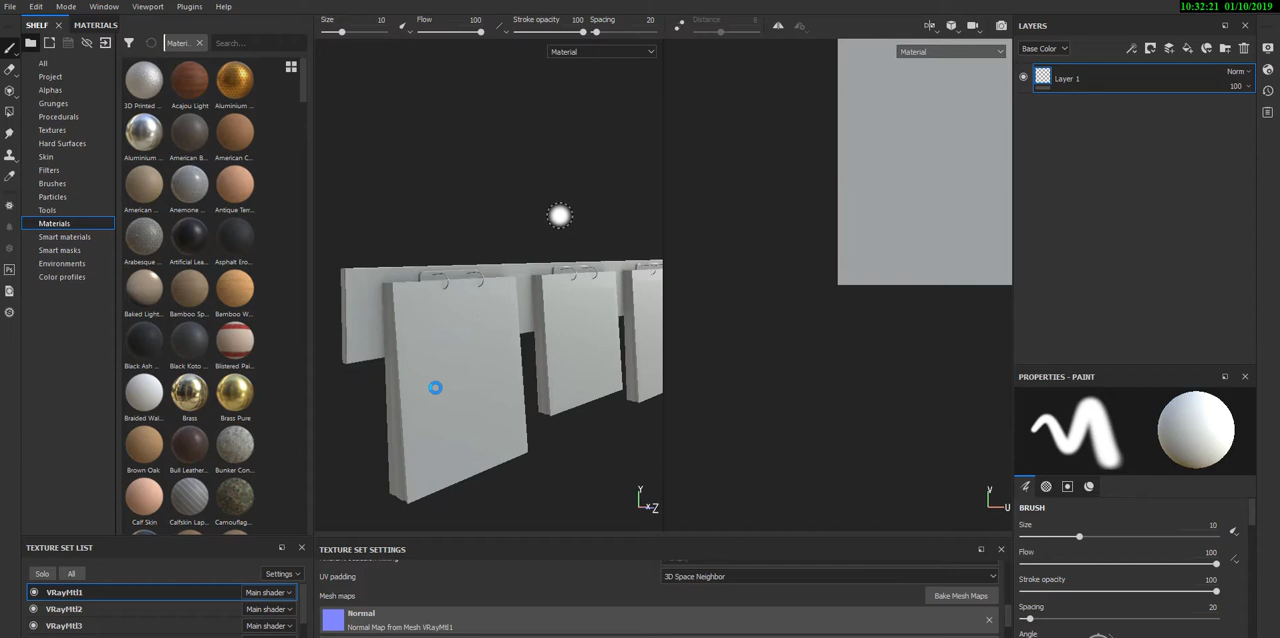 File Edit Mode Window Viewport Plugins Help
10:32:21 01/10/2019
SHELF MATERIALS
Size 10 Flow 100 Stroke opacity 100 Spacing 20 Distance 8
Materi... Search...
Material
Material
All
Project
Alphas
Grunges
Procedurals
Textures
Hard Surfaces
Skin
Filters
Brushes
Particles
Tools
Materials
Smart materials
Smart masks
Environments
Color profiles
3D Printed ... Acajou Light Aluminium ...
Aluminium ... American B... American C...
American ... Anemone ... Antique Terr...
Arabesque ... Artificial Lea... Asphalt Ero...
Baked Light... Bamboo Sp... Bamboo W...
Black Ash ... Black Koto ... Blistered Pai...
Braided Wal... Brass Brass Pure
Brown Oak Bull Leather... Bunker Con...
Calf Skin Calfskin Lap... Camouflag...
Y
Z
V
U
LAYERS
Base Color
Layer 1
Norm
100
PROPERTIES - PAINT
BRUSH
Size 10
Flow 100
Stroke opacity 100
Spacing 20
Angle
TEXTURE SET LIST
Solo All Settings
VRayMtl1 Main shader
VRayMtl2 Main shader
VRayMtl3 Main shader
TEXTURE SET SETTINGS
UV padding 3D Space Neighbor
Mesh maps Bake Mesh Maps
Normal
Normal Map from Mesh VRayMtl1
Ps